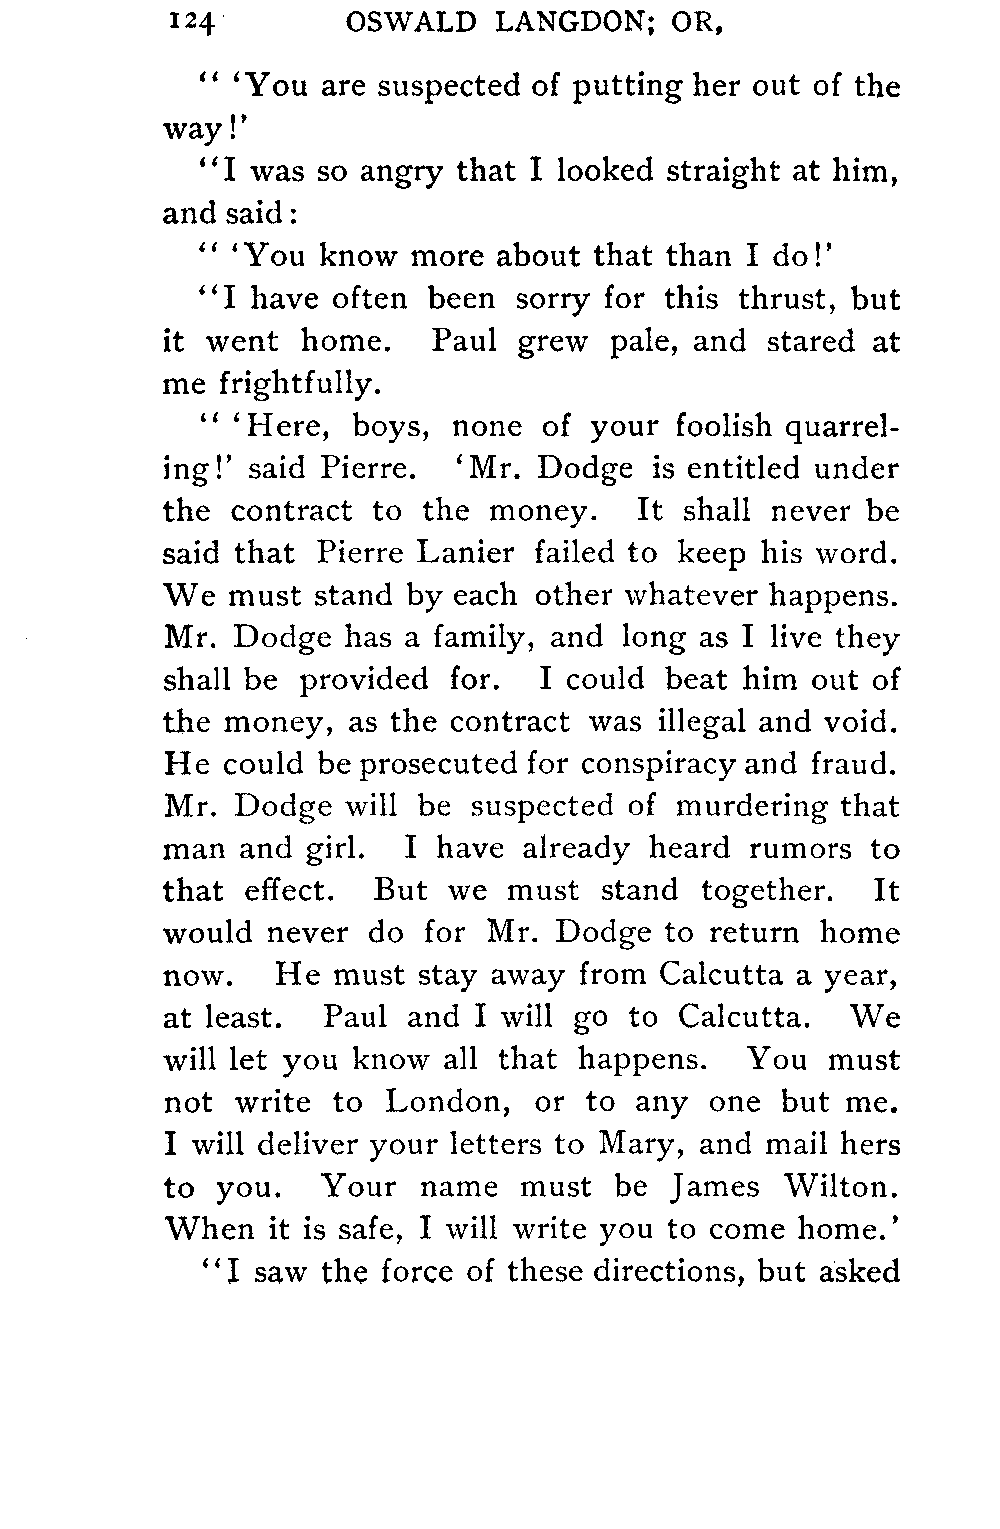 124 OSWALD LANGDON; OR,
“ ‘You are suspected of putting her out of the
way!’
“I was so angry that I looked straight at him,
and said:
“ ‘You know more about that than I do!’
“I have often been sorry for this thrust, but
it went home. Paul grew pale, and stared at
me frightfully.
“ ‘Here, boys, none of your foolish quarrel-
ing!’ said Pierre. ‘Mr. Dodge is entitled under
the contract to the money. It shall never be
said that Pierre Lanier failed to keep his word.
We must stand by each other whatever happens.
Mr. Dodge has a family, and long as I live they
shall be provided for. I could beat him out of
the money, as the contract was illegal and void.
He could be prosecuted for conspiracy and fraud.
Mr. Dodge will be suspected of murdering that
man and girl. I have already heard rumors to
that effect. But we must stand together. It
would never do for Mr. Dodge to return home
now. He must stay away from Calcutta a year,
at least. Paul and I will go to Calcutta. We
will let you know all that happens. You must
not write to London, or to any one but me.
I will deliver your letters to Mary, and mail hers
to you. Your name must be James Wilton.
When it is safe, I will write you to come home.’
“I saw the force of these directions, but asked